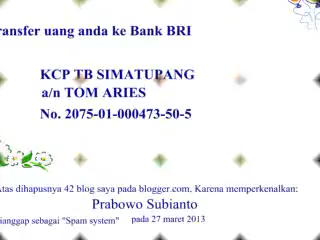 ransfer uang anda ke Bank BRI
KCP TB SIMATUPANG
a/n TOM ARIES
No. 2075-01-000473-50-5
Atas dihapusnya 42 blog saya pada blogger.com. Karena memperkenalkan:
Prabowo Subianto
ianggap sebagai "Spam system" pada 27 maret 2013